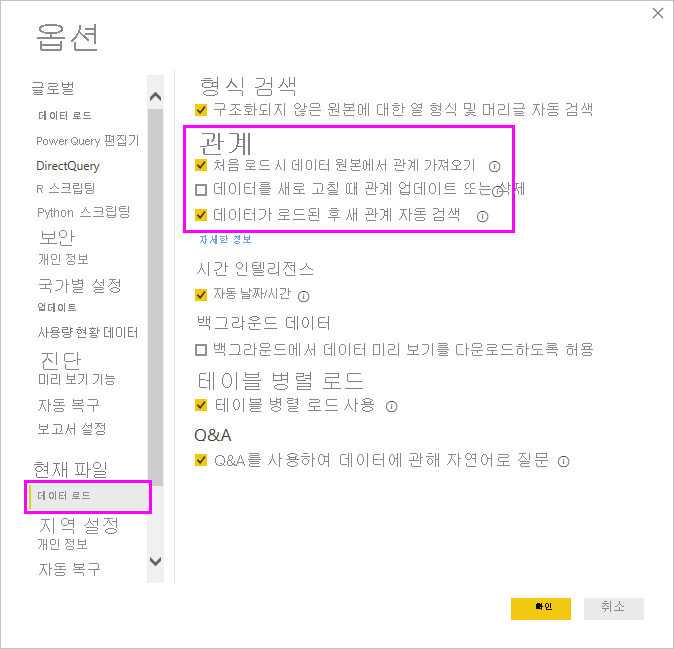 옵션
글로벌
데이터 로드
Power Query 편집기
DirectQuery
R 스크립팅
Python 스크립팅
보안
개인 정보
국가별 설정
업데이트
사용량 현황 데이터
진단
미리 보기 기능
자동 복구
보고서 설정
현재 파일
데이터 로드
지역 설정
개인 정보
자동 복구
형식 검색
구조화되지 않은 원본에 대한 열 형식 및 머리글 자동 검색
관계
처음 로드 시 데이터 원본에서 관계 가져오기
데이터를 새로 고칠 때 관계 업데이트 또는 삭제
데이터가 로드된 후 새 관계 자동 검색
자세한 정보
시간 인텔리전스
자동 날짜/시간
백그라운드 데이터
백그라운드에서 데이터 미리 보기를 다운로드하도록 허용
테이블 병렬 로드
테이블 병렬 로드 사용
Q&A
Q&A를 사용하여 데이터에 관해 자연어로 질문
확인
취소